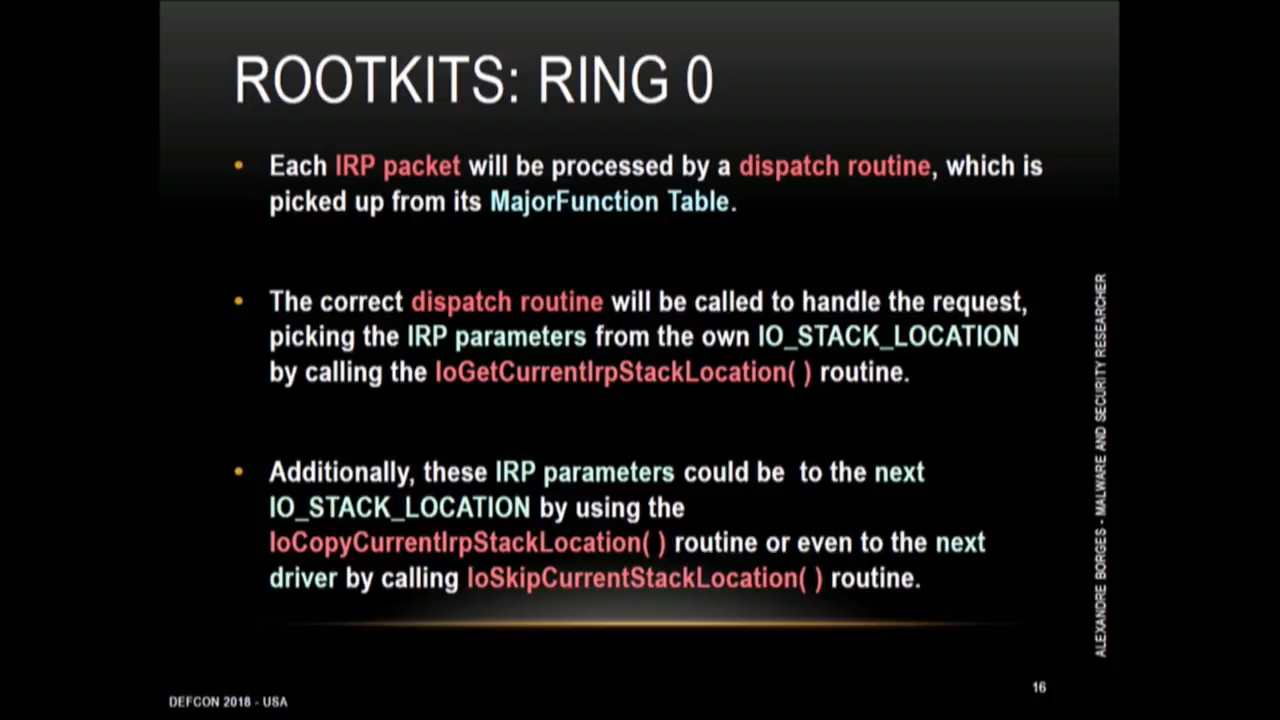 ROOTKITS: RING 0
• Each IRP packet will be processed by a dispatch routine, which is
picked up from its MajorFunction Table.
• The correct dispatch routine will be called to handle the request,
picking the IRP parameters from the own IO_STACK_LOCATION
by calling the IoGetCurrentIrpStackLocation( ) routine.
• Additionally, these IRP parameters could be  to the next
IO_STACK_LOCATION by using the
IoCopyCurrentIrpStackLocation( ) routine or even to the next
driver by calling IoSkipCurrentStackLocation( ) routine.
ALEXANDRE BORGES - MALWARE AND SECURITY RESEARCHER
DEFCON 2018 - USA
16